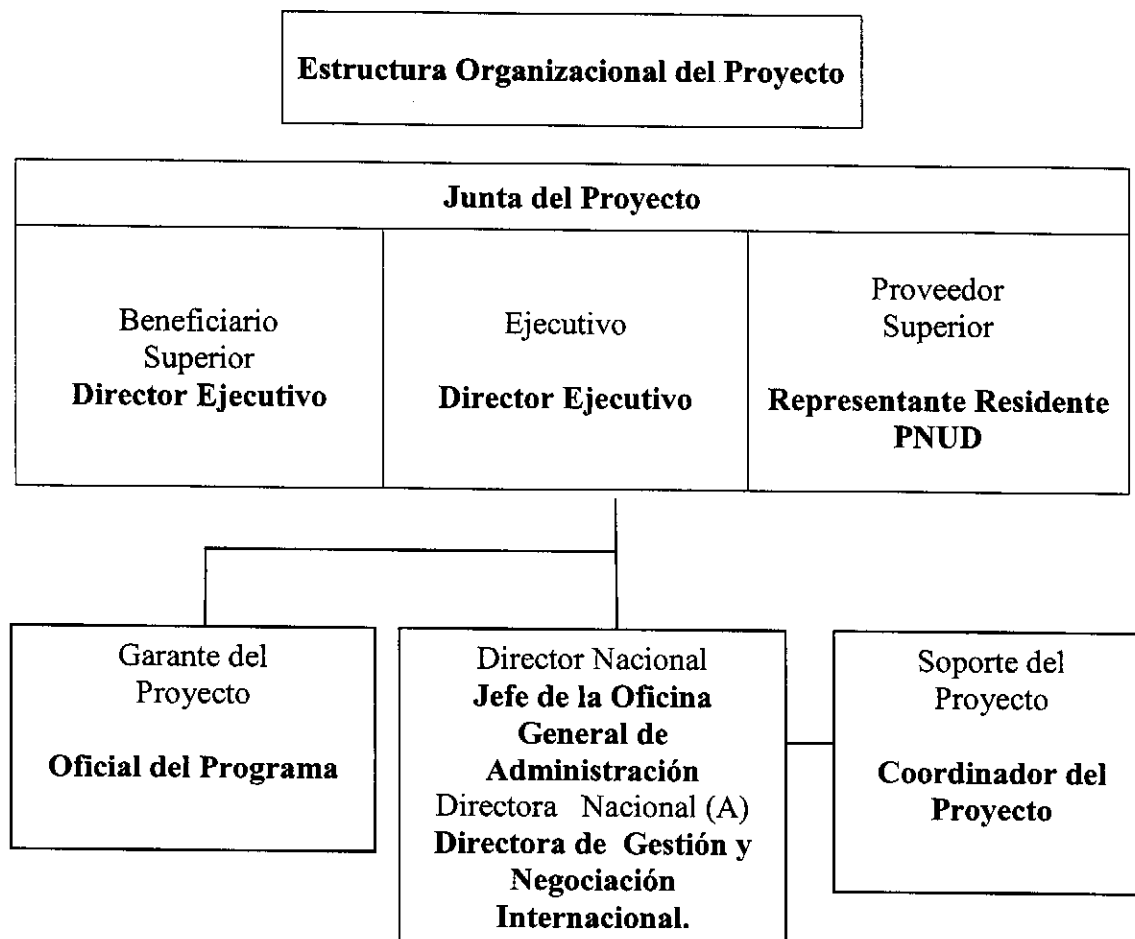 Estructura Organizacional del Proyecto
Junta del Proyecto
Beneficiario
Superior
Director Ejecutivo
Ejecutivo
Director Ejecutivo
Proveedor
Superior
Representante Residente
PNUD
Garante del
Proyecto
Oficial del Programa
Director Nacional
Jefe de la Oficina
General de
Administración
Directora Nacional (A)
Directora de Gestión y
Negociación
Internacional.
Soporte del
Proyecto
Coordinador del
Proyecto